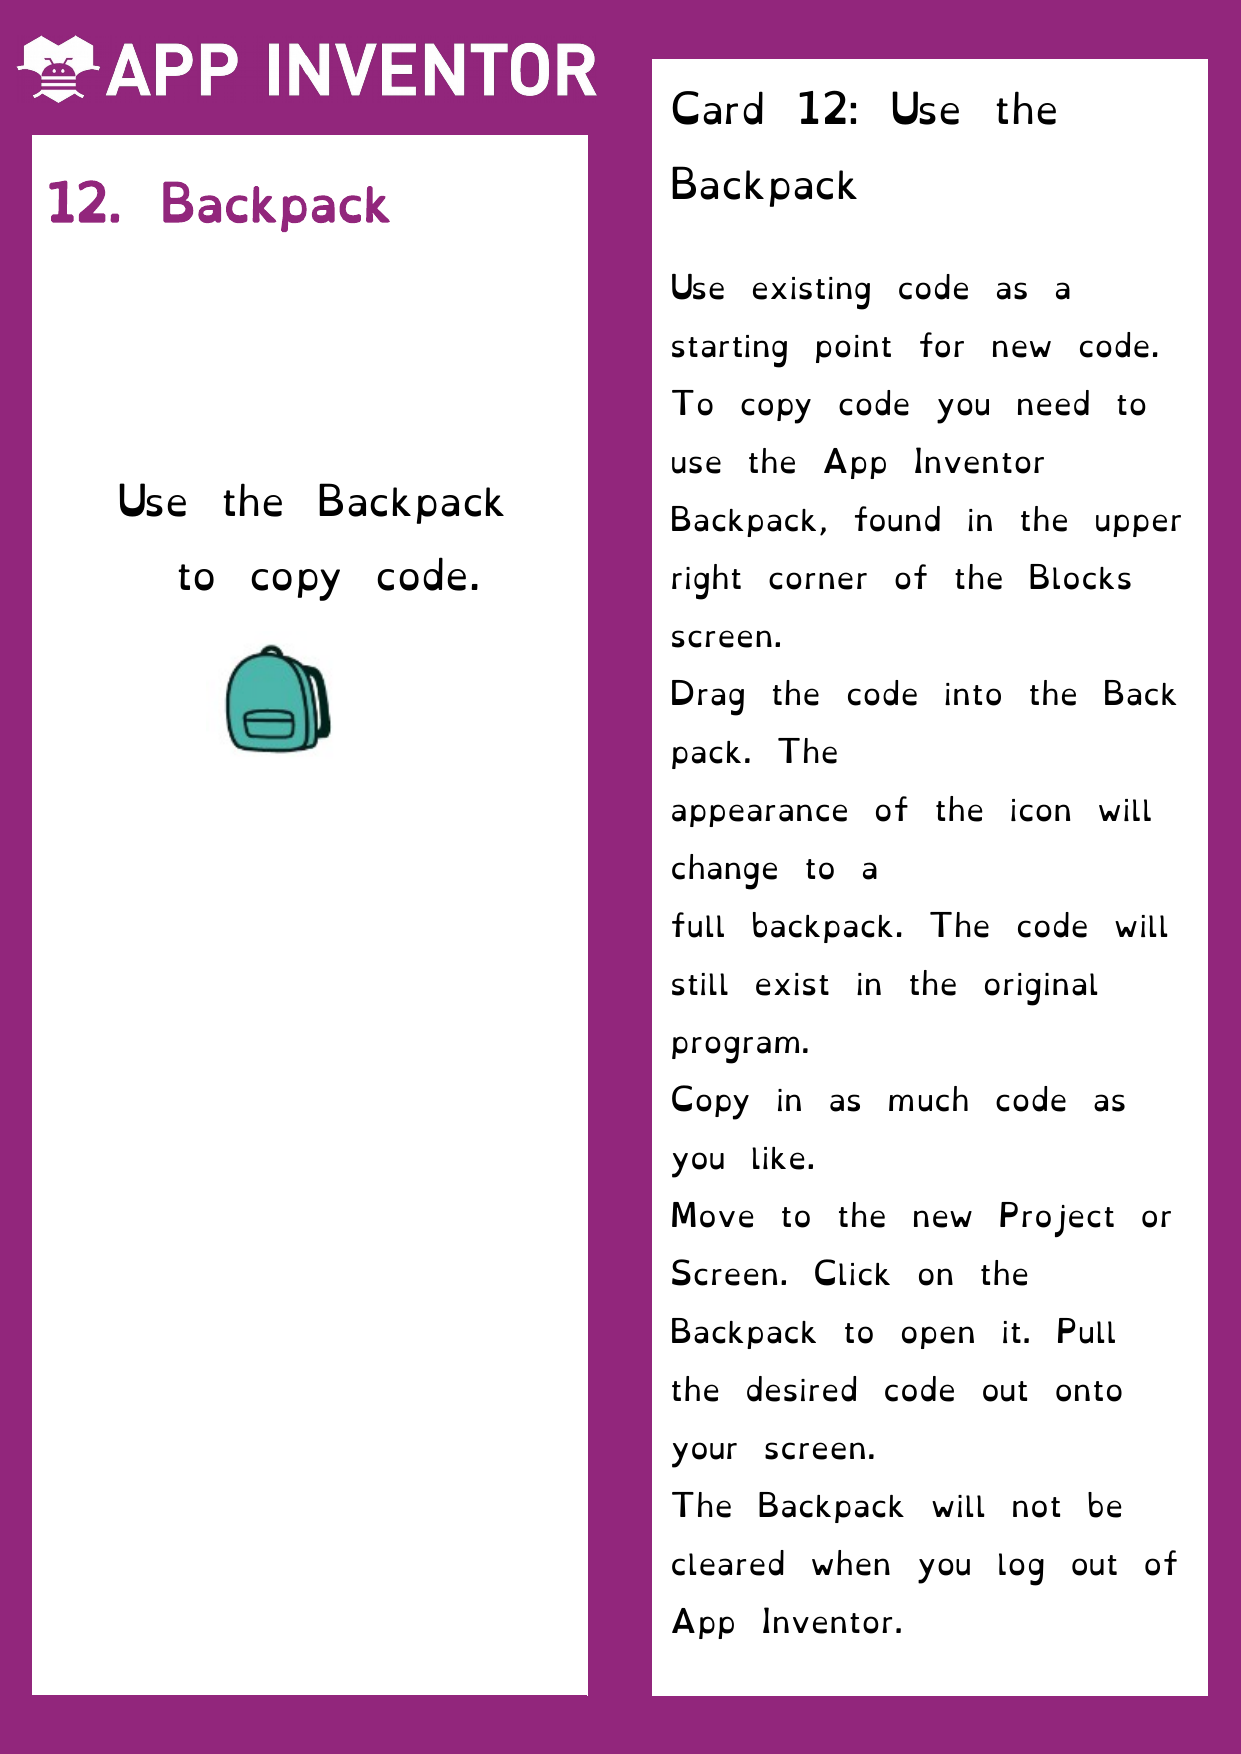 APP INVENTOR
12. Backpack
Use the Backpack
to copy code.
Card 12: Use the
Backpack
Use existing code as a
starting point for new code.
To copy code you need to
use the App Inventor
Backpack, found in the upper
right corner of the Blocks
screen.
Drag the code into the Back
pack. The
appearance of the icon will
change to a
full backpack. The code will
still exist in the original
program.
Copy in as much code as
you like.
Move to the new Project or
Screen. Click on the
Backpack to open it. Pull
the desired code out onto
your screen.
The Backpack will not be
cleared when you log out of
App Inventor.